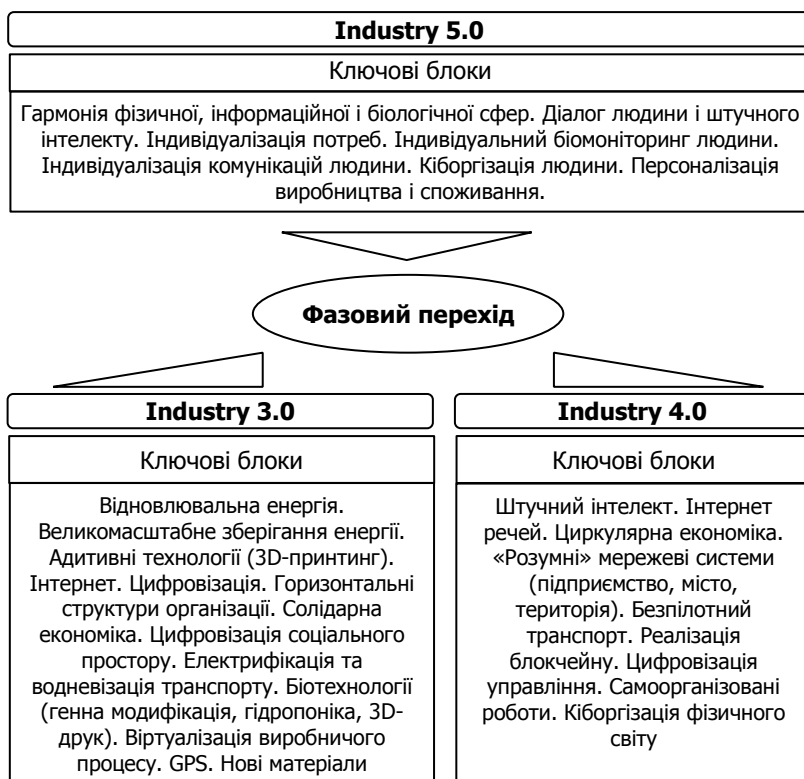 Industry 5.0
Ключові блоки
Гармонія фізичної, інформаційної і біологічної сфер. Діалог людини і штучного
інтелекту. Індивідуалізація потреб. Індивідуальний біомоніторинг людини.
Індивідуалізація комунікацій людини. Кіборгізація людини. Персоналізація
виробництва і споживання.
Фазовий перехід
Industry 3.0
Ключові блоки
Відновлювальна енергія.
Великомасштабне зберігання енергії.
Адитивні технології (3D-принтинг).
Інтернет. Цифровізація. Горизонтальні
структури організації. Солідарна
економіка. Цифровізація соціального
простору. Електрифікація та
водневізація транспорту. Біотехнології
(генна модифікація, гідропоніка, 3D-
друк). Віртуалізація виробничого
процесу. GPS. Нові матеріали
Industry 4.0
Ключові блоки
Штучний інтелект. Інтернет
речей. Циркулярна економіка.
«Розумні» мережеві системи
(підприємство, місто,
територія). Безпілотний
транспорт. Реалізація
блокчейну. Цифровізація
управління. Самоорганізовані
роботи. Кіборгізація фізичного
світу